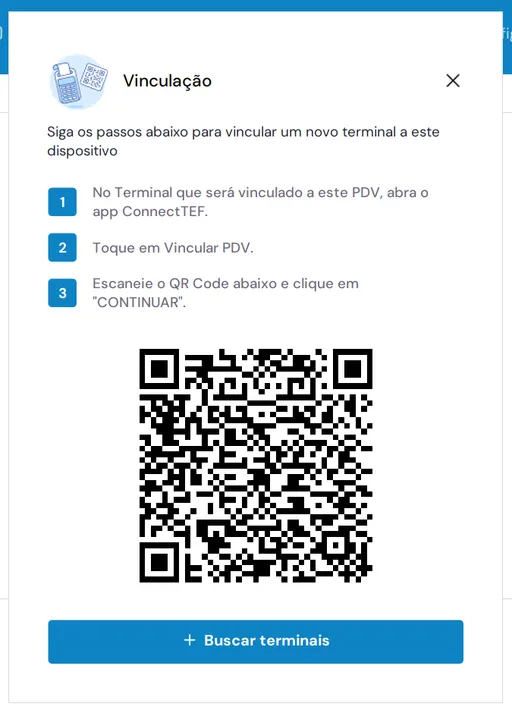 Vinculação
Siga os passos abaixo para vincular um novo terminal a este
dispositivo
1
No Terminal que será vinculado a este PDV, abra o
app ConnectTEF.
2
Toque em Vincular PDV.
3
Escaneie o QR Code abaixo e clique em
"CONTINUAR".
+ Buscar terminais